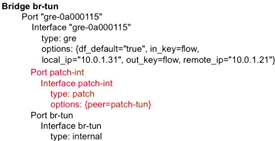 Bridge br-tun
Port "gre-0a000115"
Interface "gre-0a000115"
type: gre
options: {df_default="true", in_key=flow,
local_ip="10.0.1.31", out_key=flow, remote_ip="10.0.1.21"}
Port patch-int
Interface patch-int
type: patch
options: {peer=patch-tun}
Port br-tun
Interface br-tun
type: internal